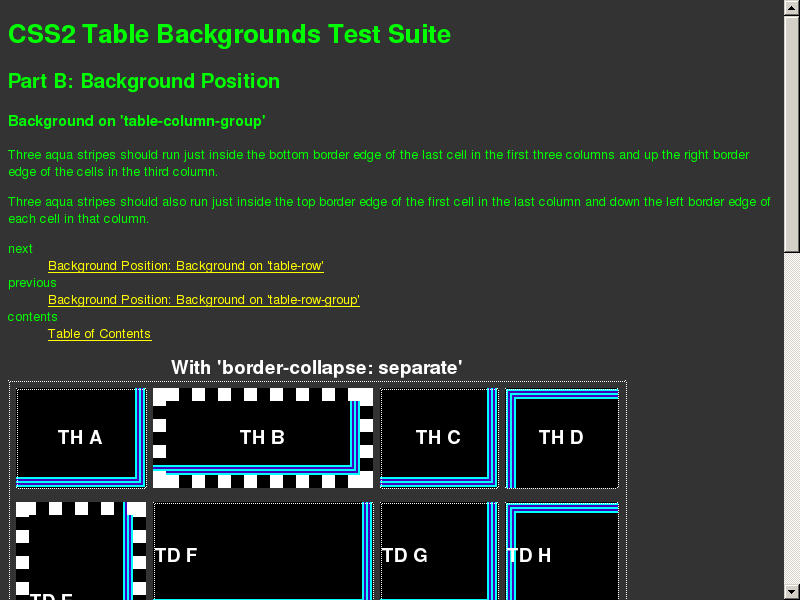 CSS2 Table Backgrounds Test Suite
Part B: Background Position
Background on 'table-column-group'
Three aqua stripes should run just inside the bottom border edge of the last cell in the first three columns and up the right border
edge of the cells in the third column.
Three aqua stripes should also run just inside the top border edge of the first cell in the last column and down the left border edge of
each cell in that column.
next
Background Position: Background on 'table-row'
previous
Background Position: Background on 'table-row-group'
contents
Table of Contents
With 'border-collapse: separate'
TH A TH B TH C TH D
TD F TD G TD H
TD E